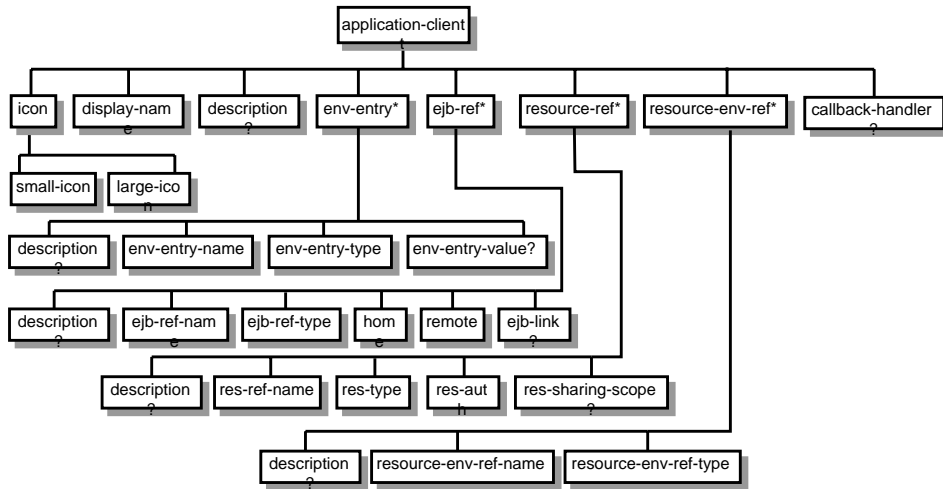 application-client
t
icon
display-nam
e
description
?
env-entry*
ejb-ref*
resource-ref*
resource-env-ref*
callback-handler
?
small-icon
large-ico
n
description
?
env-entry-name
env-entry-type
env-entry-value?
description
?
ejb-ref-nam
e
ejb-ref-type
hom
e
remote
ejb-link
?
description
?
res-ref-name
res-type
res-aut
h
res-sharing-scope
?
description
?
resource-env-ref-name
resource-env-ref-type